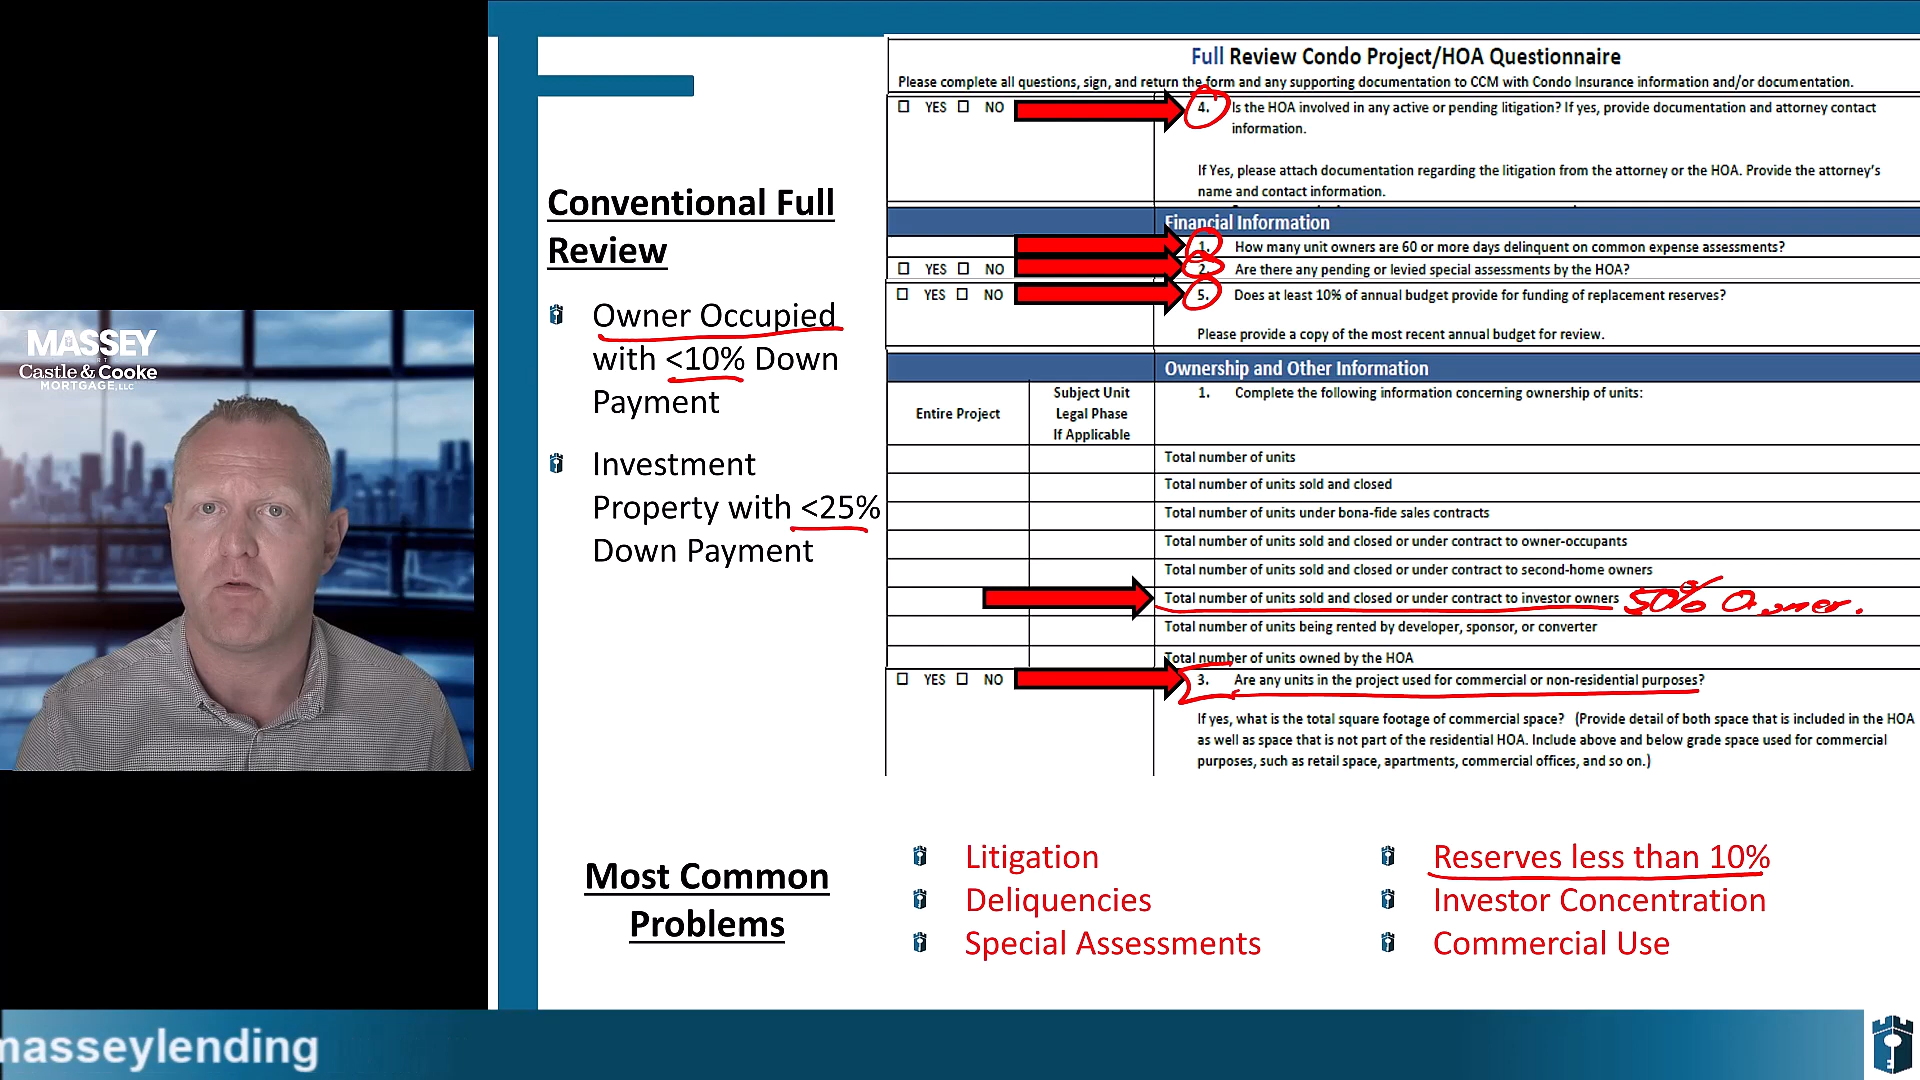 MASSEY
AT
Castle & Cooke
MORTGAGE, LLC
Conventional Full
Review
Owner Occupied
with <10% Down
Payment
Investment
Property with <25%
Down Payment
Full Review Condo Project/HOA Questionnaire
Please complete all questions, sign, and return the form and any supporting documentation to CCM with Condo Insurance information and/or documentation.
YES NO 4. Is the HOA involved in any active or pending litigation? If yes, provide documentation and attorney contact
information.
If Yes, please attach documentation regarding the litigation from the attorney or the HOA. Provide the attorney's
name and contact information.
Financial Information
1. How many unit owners are 60 or more days delinquent on common expense assessments?
YES NO 2. Are there any pending or levied special assessments by the HOA?
YES NO 5. Does at least 10% of annual budget provide for funding of replacement reserves?
Please provide a copy of the most recent annual budget for review.
Ownership and Other Information
Entire Project
Subject Unit
Legal Phase
If Applicable
1. Complete the following information concerning ownership of units:
Total number of units
Total number of units sold and closed
Total number of units under bona-fide sales contracts
Total number of units sold and closed or under contract to owner-occupants
Total number of units sold and closed or under contract to second-home owners
Total number of units sold and closed or under contract to investor owners 50% Owner.
Total number of units being rented by developer, sponsor, or converter
Total number of units owned by the HOA
YES NO 3. Are any units in the project used for commercial or non-residential purposes?
If yes, what is the total square footage of commercial space? (Provide detail of both space that is included in the HOA
as well as space that is not part of the residential HOA. Include above and below grade space used for commercial
purposes, such as retail space, apartments, commercial offices, and so on.)
Most Common
Problems
Litigation
Deliquencies
Special Assessments
Reserves less than 10%
Investor Concentration
Commercial Use
masseylending